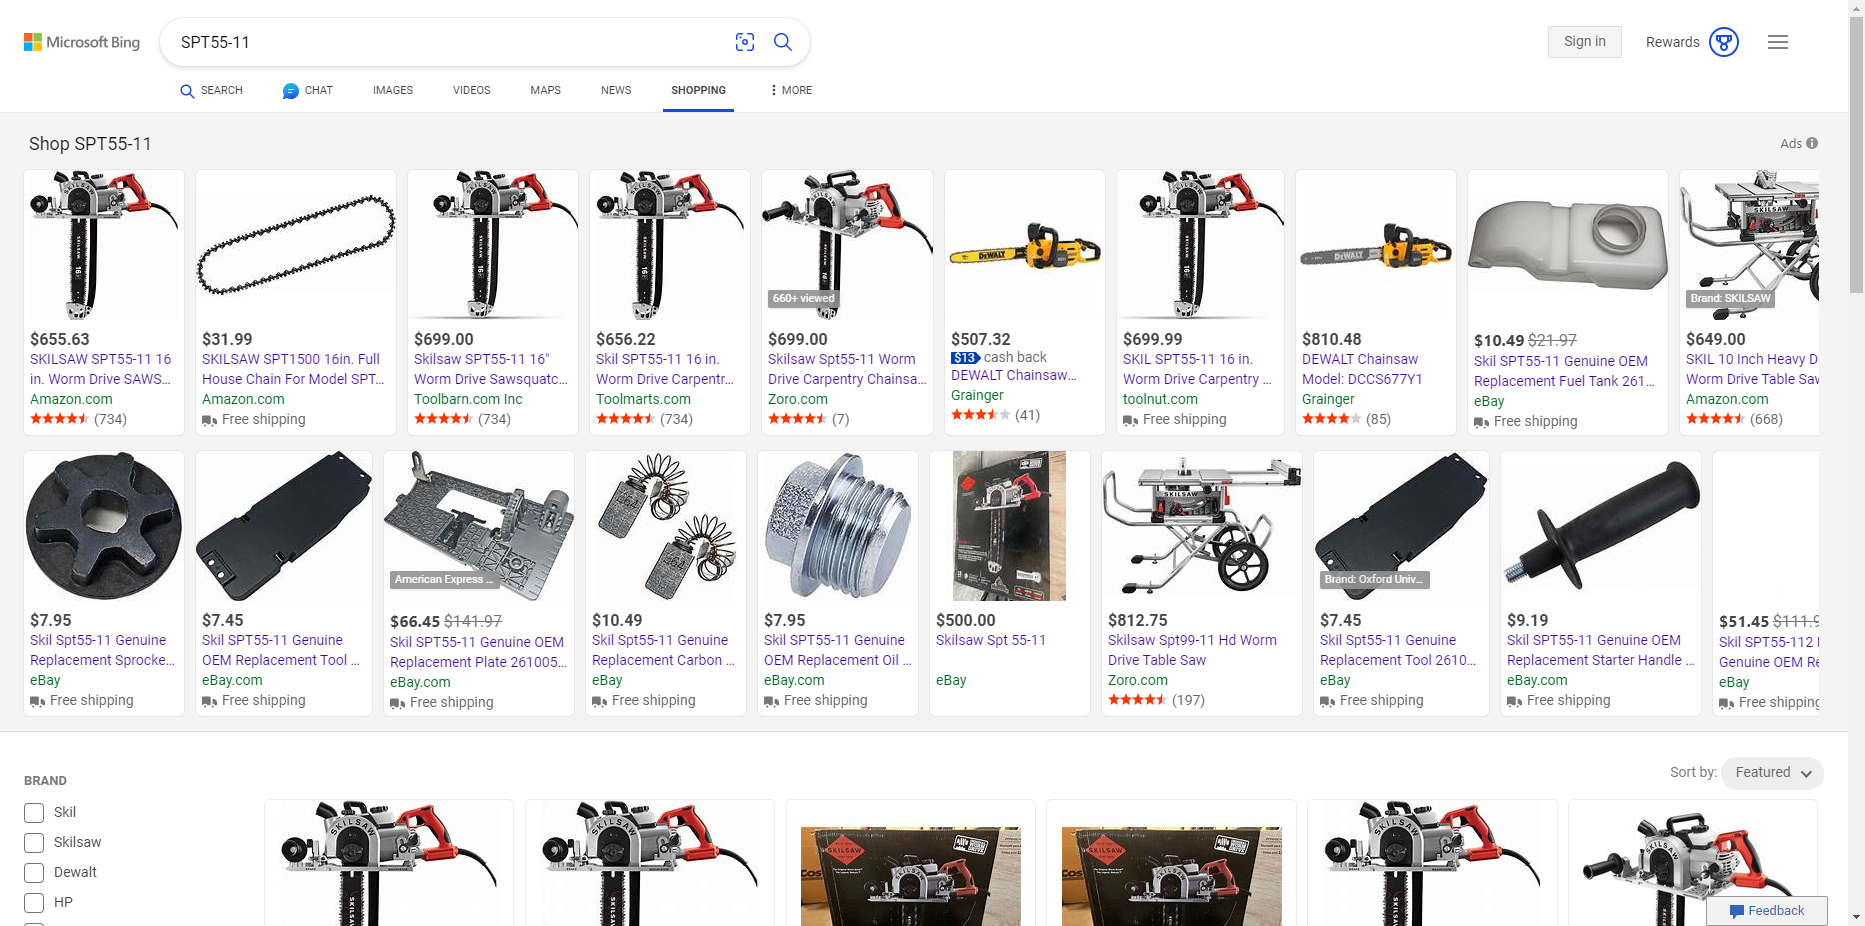 Microsoft Bing
SPT55-11
Sign in
Rewards
SEARCH
CHAT
IMAGES
VIDEOS
MAPS
NEWS
SHOPPING
MORE
Shop SPT55-11
Ads
$655.63
SKILSAW SPT55-11 16
in. Worm Drive SAWS...
Amazon.com
(734)
$31.99
SKILSAW SPT1500 16in. Full
House Chain For Model SPT...
Amazon.com
Free shipping
$699.00
Skilsaw SPT55-11 16"
Worm Drive Sawsquatc...
Toolbarn.com Inc
(734)
$656.22
Skil SPT55-11 16 in.
Worm Drive Carpentr...
Toolmarts.com
(734)
660+ viewed
$699.00
Skilsaw Spt55-11 Worm
Drive Carpentry Chainsa...
Zoro.com
(7)
DEWALT
$507.32
$13 cash back
DEWALT Chainsaw...
Grainger
(41)
$699.99
SKIL SPT55-11 16 in.
Worm Drive Carpentry ...
toolnut.com
Free shipping
DEWALT
$810.48
DEWALT Chainsaw
Model: DCCS677Y1
Grainger
(85)
$10.49 $21.97
Skil SPT55-11 Genuine OEM
Replacement Fuel Tank 261...
eBay
Free shipping
SKILSAW
Brand: SKILSAW
$649.00
SKIL 10 Inch Heavy D
Worm Drive Table Saw
Amazon.com
(668)
$7.95
Skil Spt55-11 Genuine
Replacement Sprocke...
eBay
Free shipping
$7.45
Skil SPT55-11 Genuine
OEM Replacement Tool ...
eBay.com
Free shipping
American Express ...
$66.45 $141.97
Skil SPT55-11 Genuine OEM
Replacement Plate 261005...
eBay.com
Free shipping
$10.49
Skil Spt55-11 Genuine
Replacement Carbon ...
eBay
Free shipping
$7.95
Skil SPT55-11 Genuine
OEM Replacement Oil ...
eBay.com
Free shipping
$500.00
Skilsaw Spt 55-11
eBay
SKILSAW
$812.75
Skilsaw Spt99-11 Hd Worm
Drive Table Saw
Zoro.com
(197)
Brand: Oxford Univ...
$7.45
Skil Spt55-11 Genuine
Replacement Tool 2610...
eBay
Free shipping
$9.19
Skil SPT55-11 Genuine OEM
Replacement Starter Handle ...
eBay.com
Free shipping
$51.45 $111.9
Skil SPT55-112
Genuine OEM Re
eBay
Free shipping
BRAND
Skil
Skilsaw
Dewalt
HP
Sort by: Featured
SKILSAW
SKILSAW
SKILSAW
SKILSAW
SKILSAW
SKILSAW
Feedback